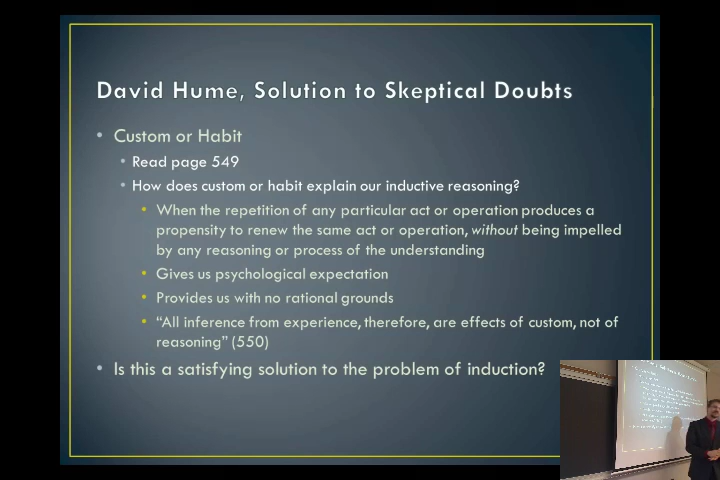 David Hume, Solution to Skeptical Doubts
• Custom or Habit
• Read page 549
• How does custom or habit explain our inductive reasoning?
• When the repetition of any particular act or operation produces a
propensity to renew the same act or operation, without being impelled
by any reasoning or process of the understanding
• Gives us psychological expectation
• Provides us with no rational grounds
• “All inference from experience, therefore, are effects of custom, not of
reasoning” (550)
• Is this a satisfying solution to the problem of induction?